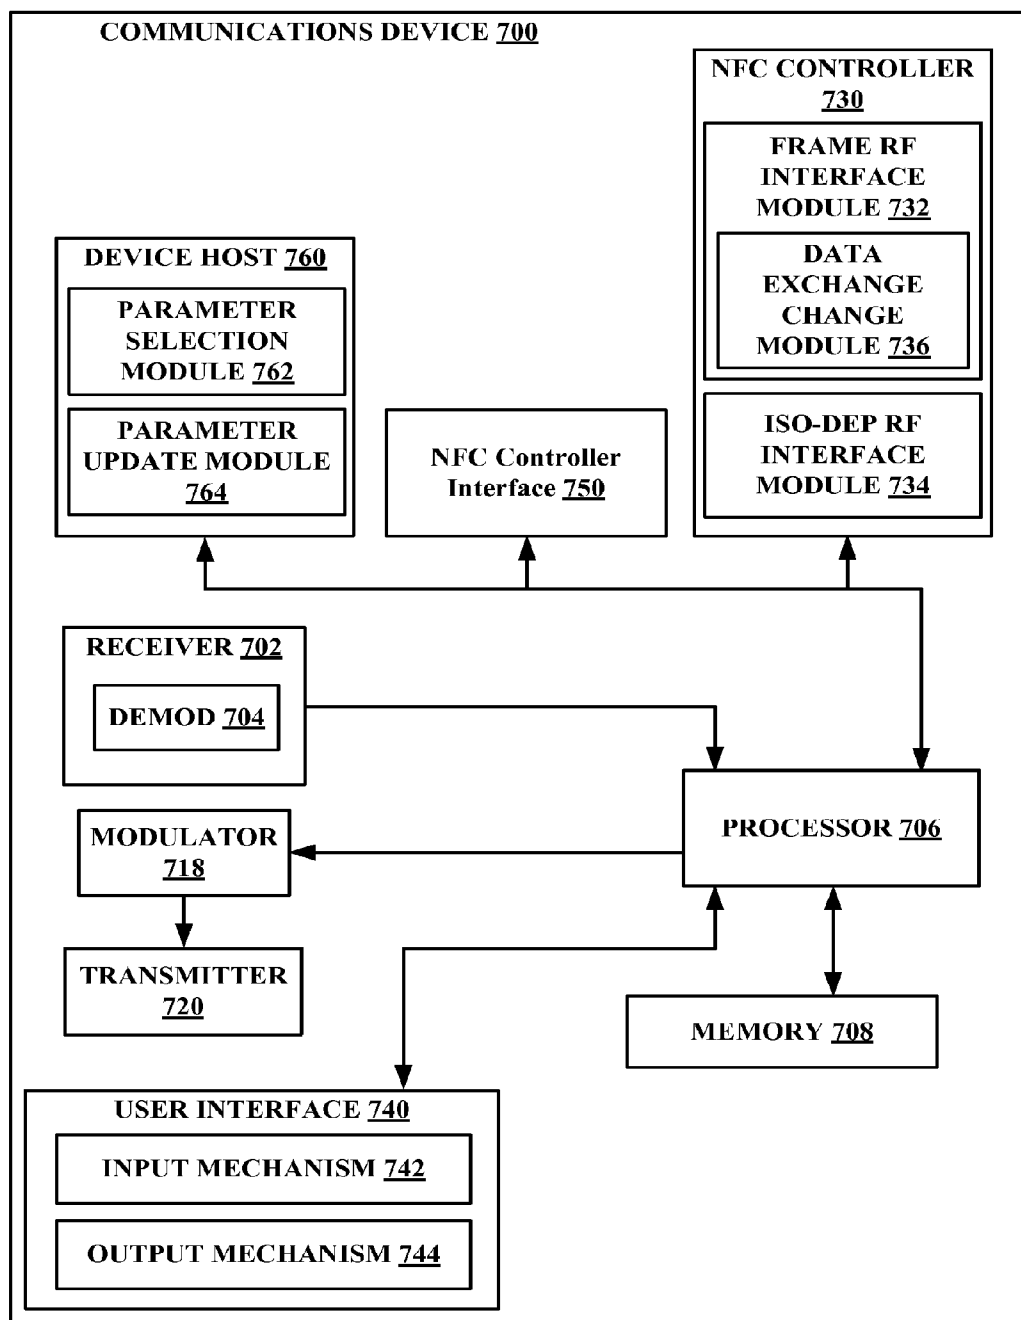 COMMUNICATIONS DEVICE 700
NFC CONTROLLER
730
FRAME RF
INTERFACE
MODULE 732
DATA
EXCHANGE
CHANGE
MODULE 736
ISO-DEP RF
INTERFACE
MODULE 734
DEVICE HOST 760
PARAMETER
SELECTION
MODULE 762
PARAMETER
UPDATE MODULE
764
NFC Controller
Interface 750
RECEIVER 702
DEMOD 704
PROCESSOR 706
MODULATOR
718
TRANSMITTER
720
MEMORY 708
USER INTERFACE 740
INPUT MECHANISM 742
OUTPUT MECHANISM 744